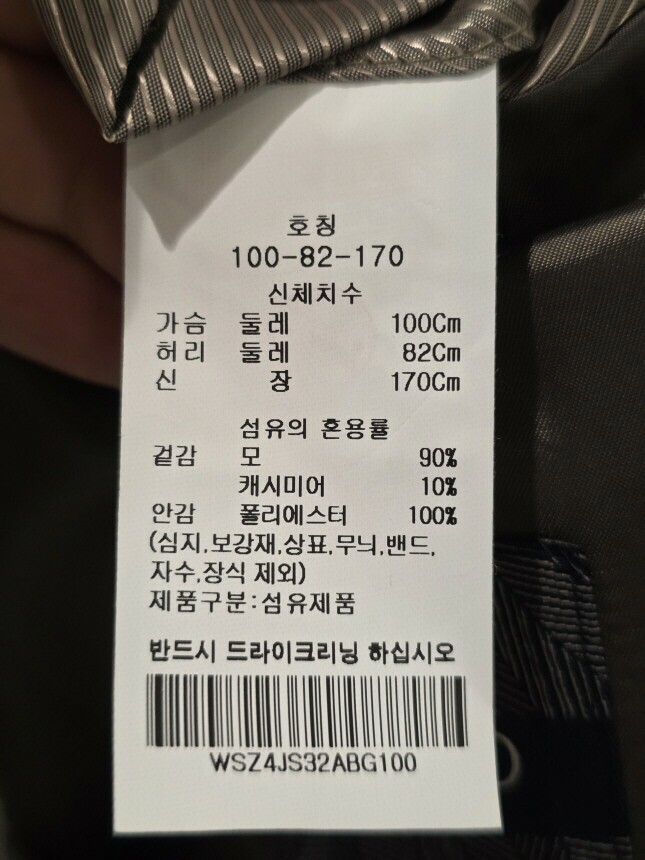 호칭
100-82-170
신체치수
가슴 둘레 100Cm
허리 둘레 82Cm
신 장 170Cm
섬유의 혼용률
겉감 모 90%
캐시미어 10%
안감 폴리에스터 100%
(심지,보강재,상표,무늬,밴드,
자수,장식 제외)
제품구분:섬유제품
반드시 드라이크리닝 하십시오
WSZ4JS32ABG100